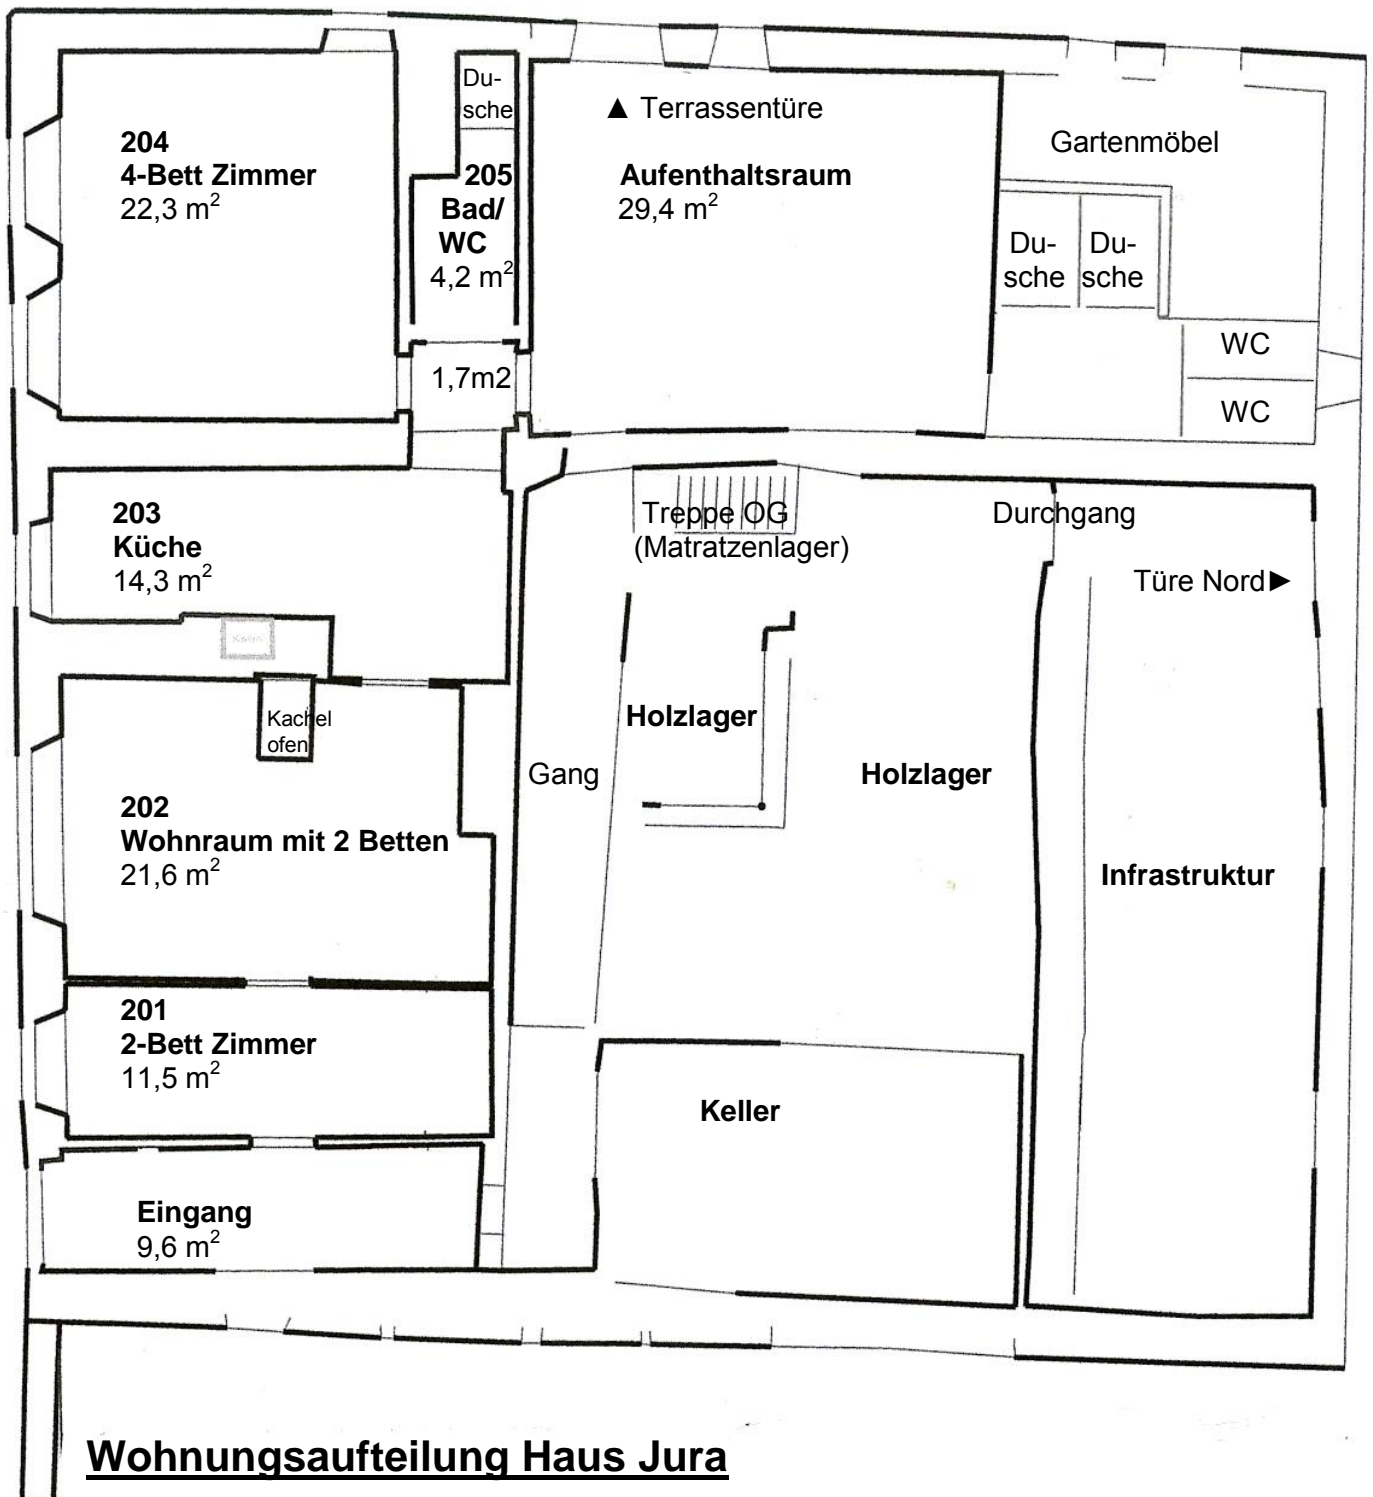 Du-
sche
▲ Terrassentüre
Gartenmöbel
204
4-Bett Zimmer
22,3 m²
205
Bad/
WC
4,2 m²
Aufenthaltsraum
29,4 m²
Du-
sche
Du-
sche
WC
WC
1,7m2
203
Küche
14,3 m²
Treppe OG
(Matratzenlager)
Durchgang
Türe Nord►
Kachel
ofen
Holzlager
Gang
Holzlager
202
Wohnraum mit 2 Betten
21,6 m²
Infrastruktur
201
2-Bett Zimmer
11,5 m²
Keller
Eingang
9,6 m²
Wohnungsaufteilung Haus Jura